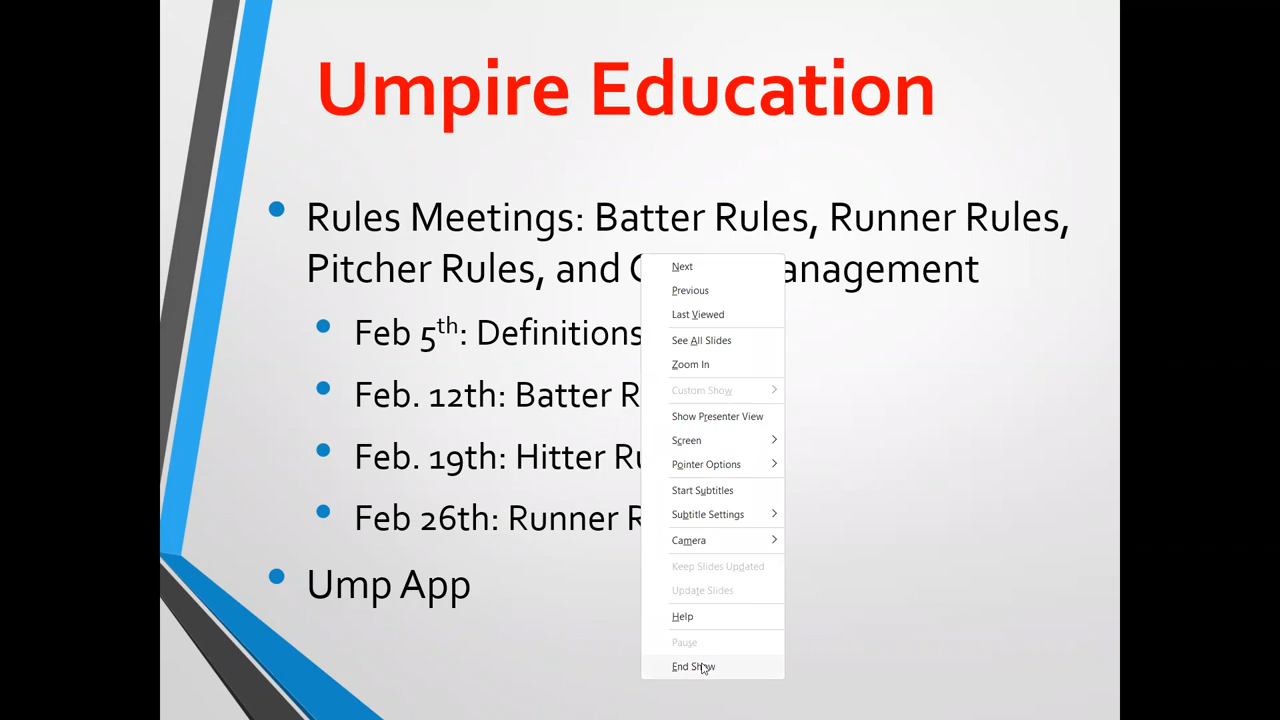 Umpire Education
Rules Meetings: Batter Rules, Runner Rules,
Pitcher Rules, and anagement
Feb 5th: Definitions
Feb. 12th: Batter R
Feb. 19th: Hitter Ru
Feb 26th: Runner R
Ump App
Next
Previous
Last Viewed
See All Slides
Zoom In
Custom Show
Show Presenter View
Screen
Pointer Options
Start Subtitles
Subtitle Settings
Camera
Keep Slides Updated
Update Slides
Help
Pause
End Show